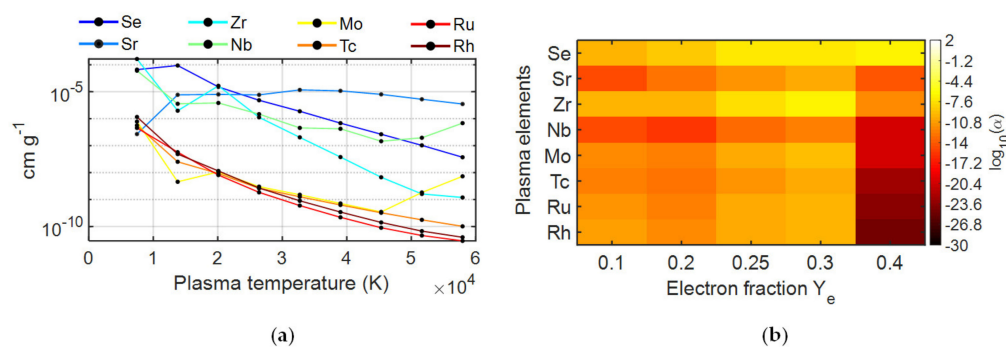 Se Zr Mo Ru
Sr Nb Tc Rh
10⁻⁵
10⁻¹⁰
cm g⁻¹
0 1 2 3 4 5 6
Plasma temperature (K)
×10⁴
(a)
Plasma elements
Se
Sr
Zr
Nb
Mo
Tc
Ru
Rh
0.1 0.2 0.25 0.3 0.4
Electron fraction Yₑ
2
-1.2
-4.4
-7.6
-10.8
-14
-17.2
-20.4
-23.6
-26.8
-30
log₁₀(α)
(b)